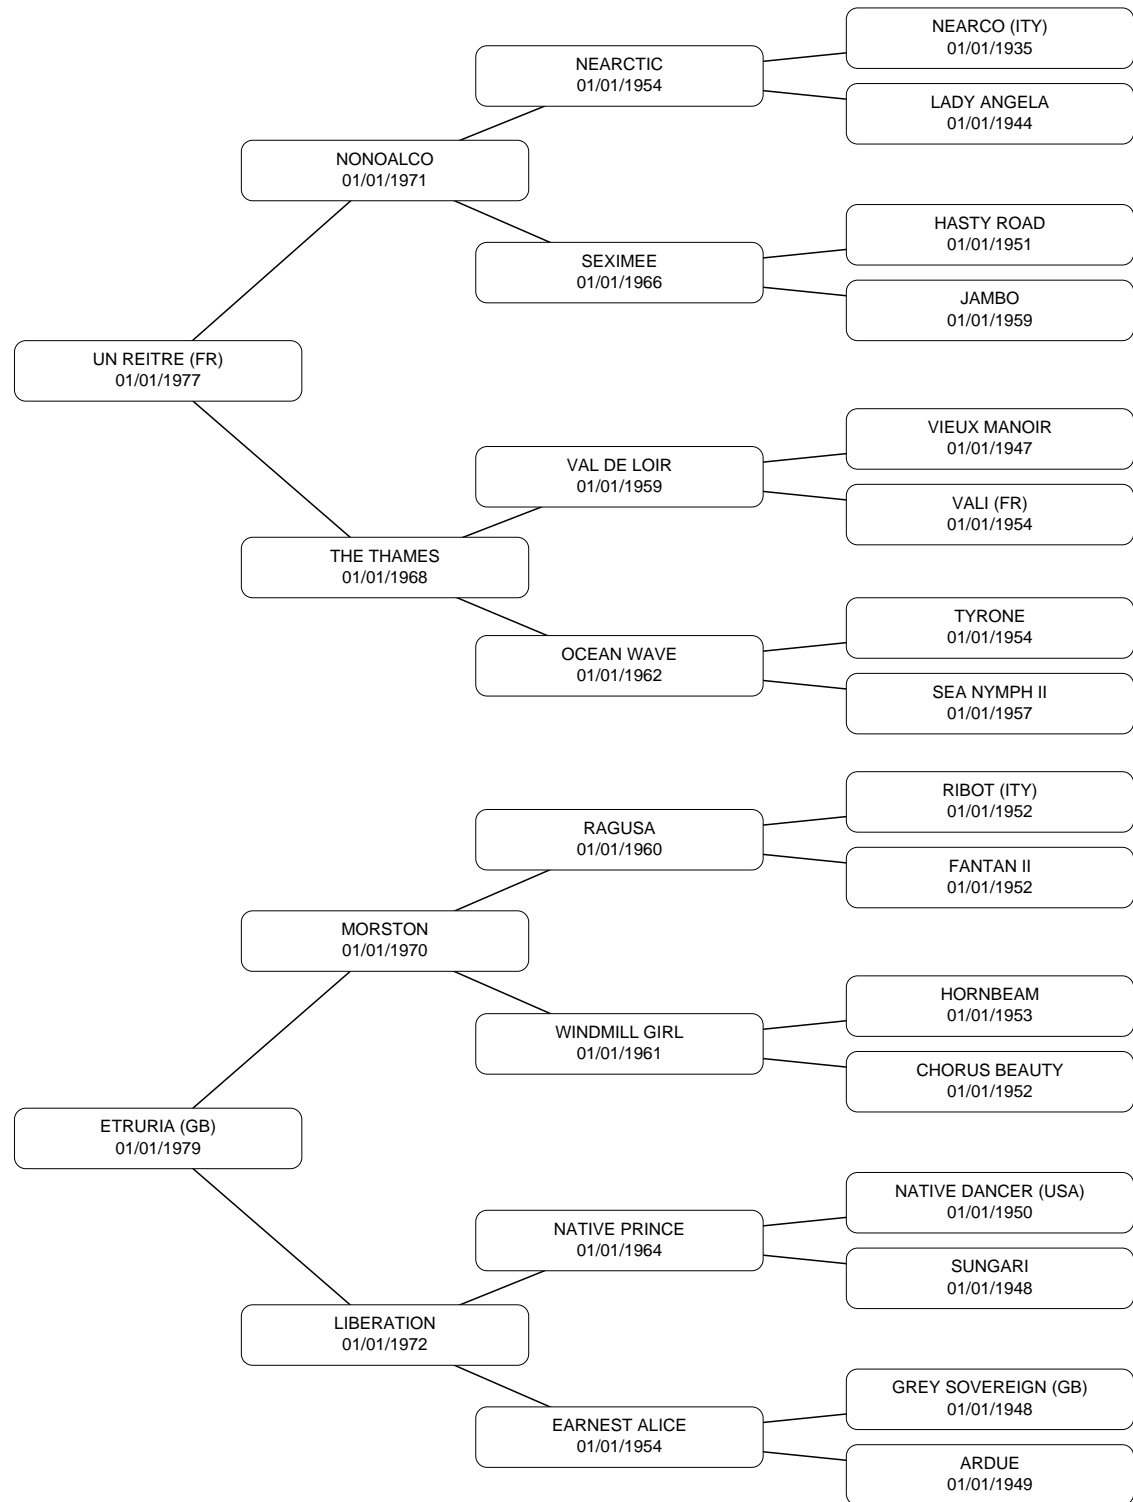 NEARCO (ITY)
01/01/1935
NEARCTIC
01/01/1954
LADY ANGELA
01/01/1944
NONOALCO
01/01/1971
HASTY ROAD
01/01/1951
SEXIMEE
01/01/1966
JAMBO
01/01/1959
UN REITRE (FR)
01/01/1977
VIEUX MANOIR
01/01/1947
VAL DE LOIR
01/01/1959
VALI (FR)
01/01/1954
THE THAMES
01/01/1968
TYRONE
01/01/1954
OCEAN WAVE
01/01/1962
SEA NYMPH II
01/01/1957
RIBOT (ITY)
01/01/1952
RAGUSA
01/01/1960
FANTAN II
01/01/1952
MORSTON
01/01/1970
HORNBEAM
01/01/1953
WINDMILL GIRL
01/01/1961
CHORUS BEAUTY
01/01/1952
ETRURIA (GB)
01/01/1979
NATIVE DANCER (USA)
01/01/1950
NATIVE PRINCE
01/01/1964
SUNGARI
01/01/1948
LIBERATION
01/01/1972
GREY SOVEREIGN (GB)
01/01/1948
EARNEST ALICE
01/01/1954
ARDUE
01/01/1949